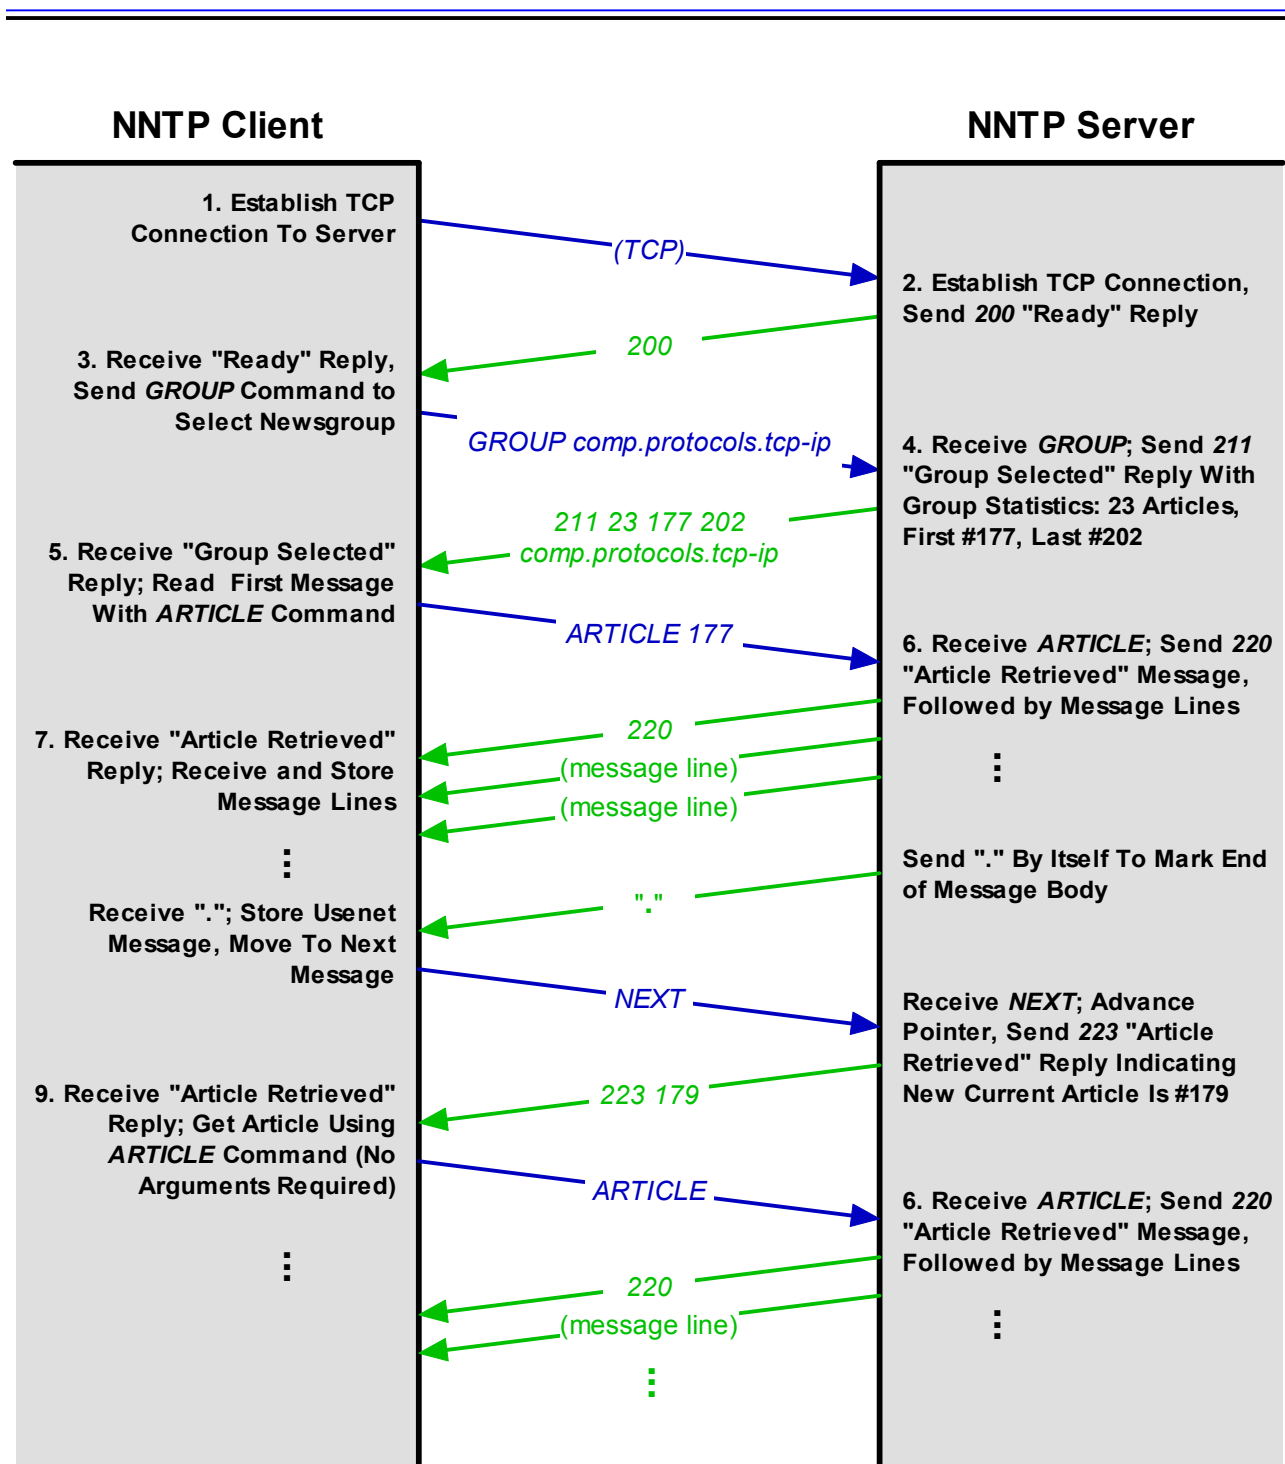 NNTP Client
NNTP Server
1. Establish TCP
Connection To Server
(TCP)
2. Establish TCP Connection,
Send 200 "Ready" Reply
200
3. Receive "Ready" Reply,
Send GROUP Command to
Select Newsgroup
GROUP comp.protocols.tcp-ip
4. Receive GROUP; Send 211
"Group Selected" Reply With
Group Statistics: 23 Articles,
First #177, Last #202
211 23 177 202
comp.protocols.tcp-ip
5. Receive "Group Selected"
Reply; Read First Message
With ARTICLE Command
ARTICLE 177
6. Receive ARTICLE; Send 220
"Article Retrieved" Message,
Followed by Message Lines
220
(message line)
(message line)
7. Receive "Article Retrieved"
Reply; Receive and Store
Message Lines
Send "." By Itself To Mark End
of Message Body
"."
Receive "."; Store Usenet
Message, Move To Next
Message
NEXT
Receive NEXT; Advance
Pointer, Send 223 "Article
Retrieved" Reply Indicating
New Current Article Is #179
223 179
9. Receive "Article Retrieved"
Reply; Get Article Using
ARTICLE Command (No
Arguments Required)
ARTICLE
6. Receive ARTICLE; Send 220
"Article Retrieved" Message,
Followed by Message Lines
220
(message line)